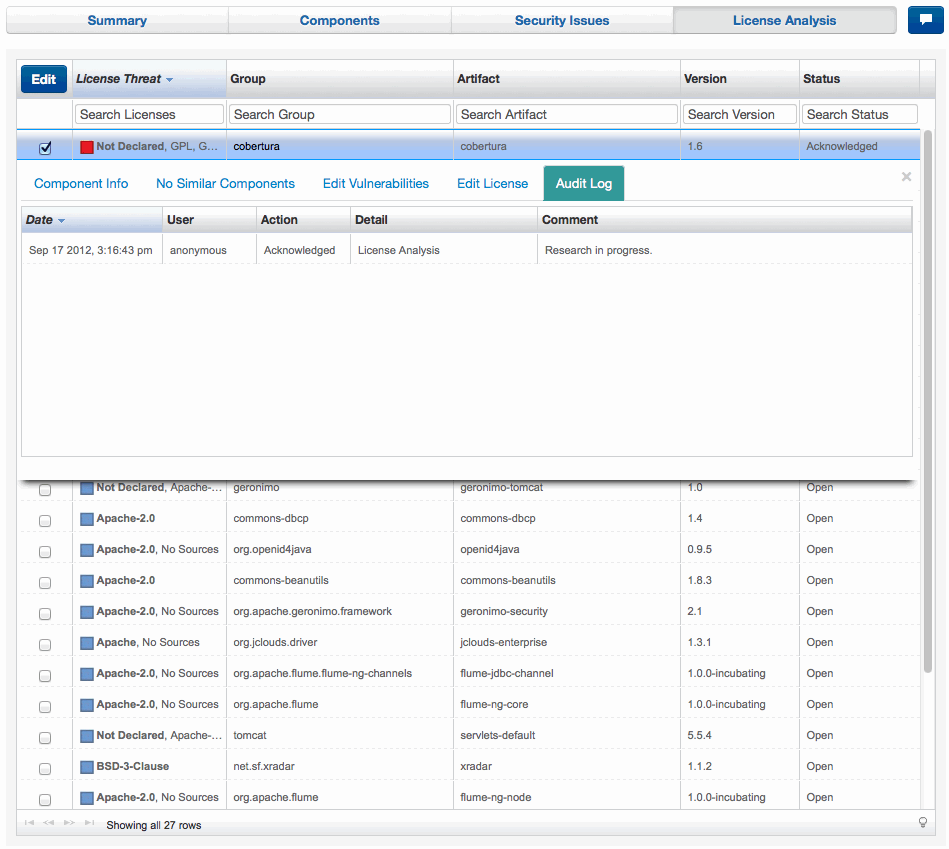 Summary Components Security Issues License Analysis
Edit License Threat Group Artifact Version Status
Search Licenses Search Group Search Artifact Search Version Search Status
Not Declared, GPL, G... cobertura cobertura 1.6 Acknowledged
Component Info No Similar Components Edit Vulnerabilities Edit License Audit Log
Date User Action Detail Comment
Sep 17 2012, 3:16:43 pm anonymous Acknowledged License Analysis Research in progress.
Not Declared, Apache-... geronimo geronimo-tomcat 1.0 Open
Apache-2.0 commons-dbcp commons-dbcp 1.4 Open
Apache-2.0, No Sources org.openid4java openid4java 0.9.5 Open
Apache-2.0 commons-beanutils commons-beanutils 1.8.3 Open
Apache-2.0, No Sources org.apache.geronimo.framework geronimo-security 2.1 Open
Apache, No Sources org.jclouds.driver jclouds-enterprise 1.3.1 Open
Apache-2.0, No Sources org.apache.flume.flume-ng-channels flume-jdbc-channel 1.0.0-incubating Open
Apache-2.0, No Sources org.apache.flume flume-ng-core 1.0.0-incubating Open
Not Declared, Apache-... tomcat servlets-default 5.5.4 Open
BSD-3-Clause net.sf.xradar xradar 1.1.2 Open
Apache-2.0, No Sources org.apache.flume flume-ng-node 1.0.0-incubating Open
Showing all 27 rows